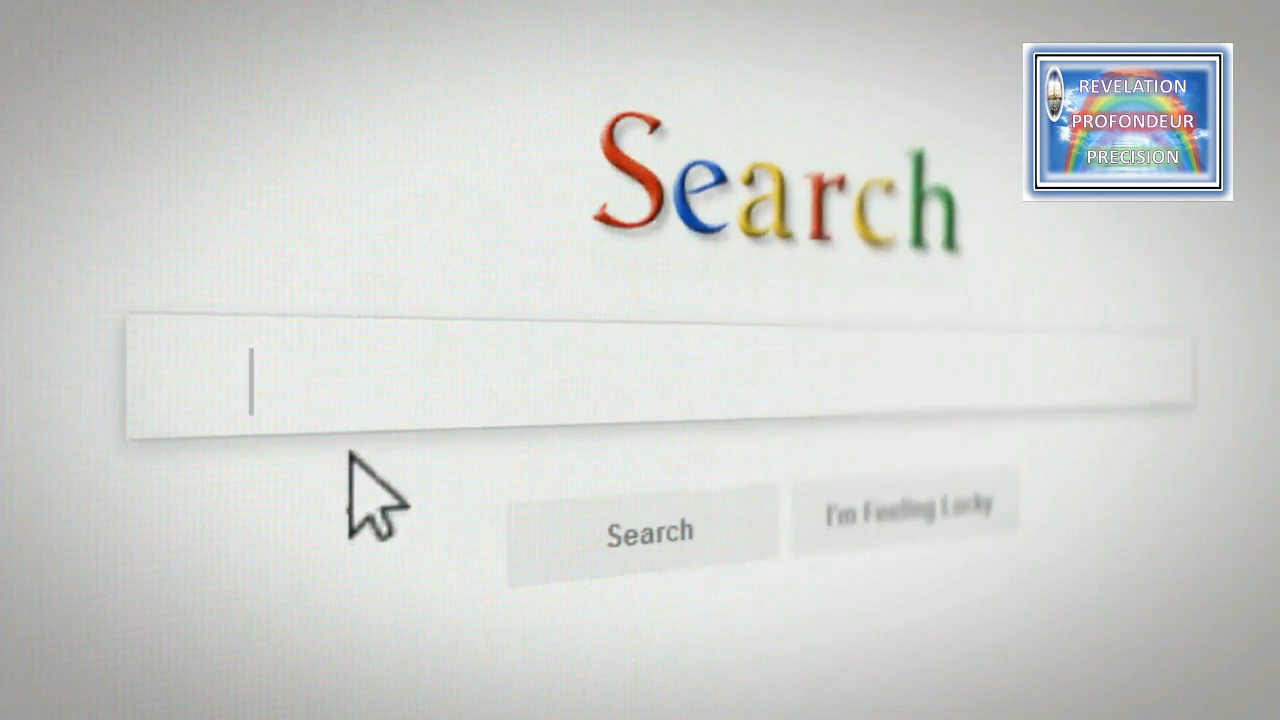 Search
REVELATION
PROFONDEUR
PRECISION
Search
I'm Feeling Lucky